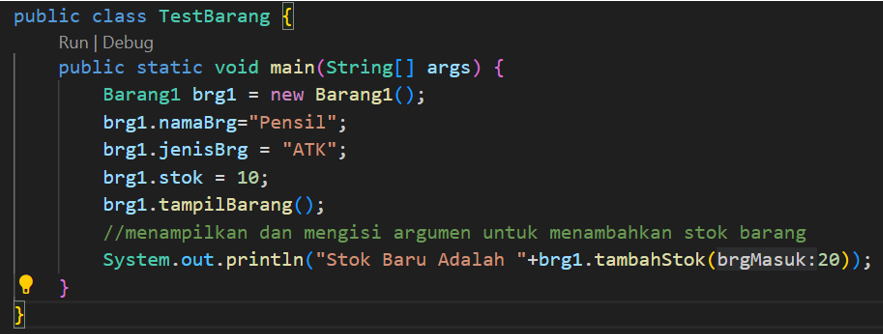 public class TestBarang {
Run | Debug
public static void main(String[] args) {
Barang1 brg1 = new Barang1();
brg1.namaBrg="Pensil";
brg1.jenisBrg = "ATK";
brg1.stok = 10;
brg1.tampilBarang();
//menampilkan dan mengisi argumen untuk menambahkan stok barang
System.out.println("Stok Baru Adalah "+brg1.tambahStok(brgMasuk:20));
}
}